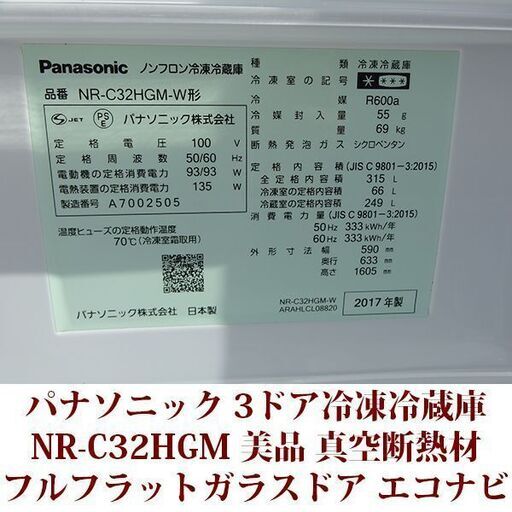 Panasonic ノンフロン冷凍冷蔵庫
品番 NR-C32HGM-W形
S JET PSE パナソニック株式会社
定格電圧 100 V
定格周波数 50/60 Hz
電動機の定格消費電力 93/93 W
電熱装置の定格消費電力 135 W
製造番号 A7002505
温度ヒューズの定格動作温度
70℃(冷凍室霜取用)
パナソニック株式会社 日本製
種類 冷凍冷蔵庫
冷凍室の記号
冷媒 R600a
冷媒封入量 55 g
質量 69 kg
断熱発泡ガス シクロペンタン
定格内容積 (JIS C 9801-3:2015)
全定格内容積 315 L
冷凍室の定格内容積 66 L
冷蔵室の定格内容積 249 L
消費電力量 (JIS C 9801-3:2015)
50 Hz 333 kWh/年
60 Hz 333 kWh/年
外形寸法 幅 590 mm
奥行 633 mm
高さ 1605 mm
NR-C32HGM-W
ARAHLCL08820
2017年製
パナソニック 3ドア冷凍冷蔵庫
NR-C32HGM 美品 真空断熱材
フルフラットガラスドア エコナビ